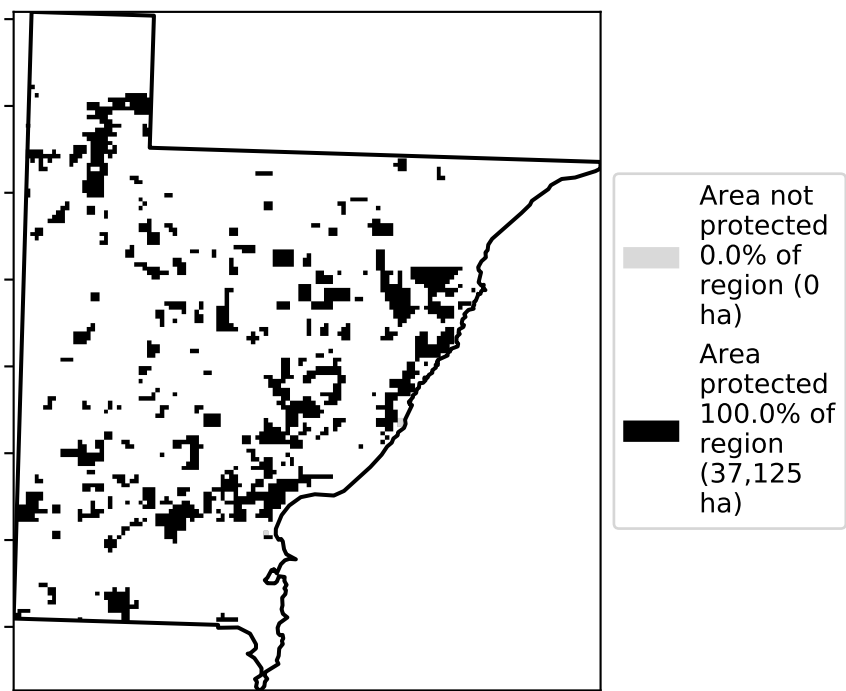 Area not
protected
0.0% of
region (0
ha)
Area
protected
100.0% of
region
(37,125
ha)